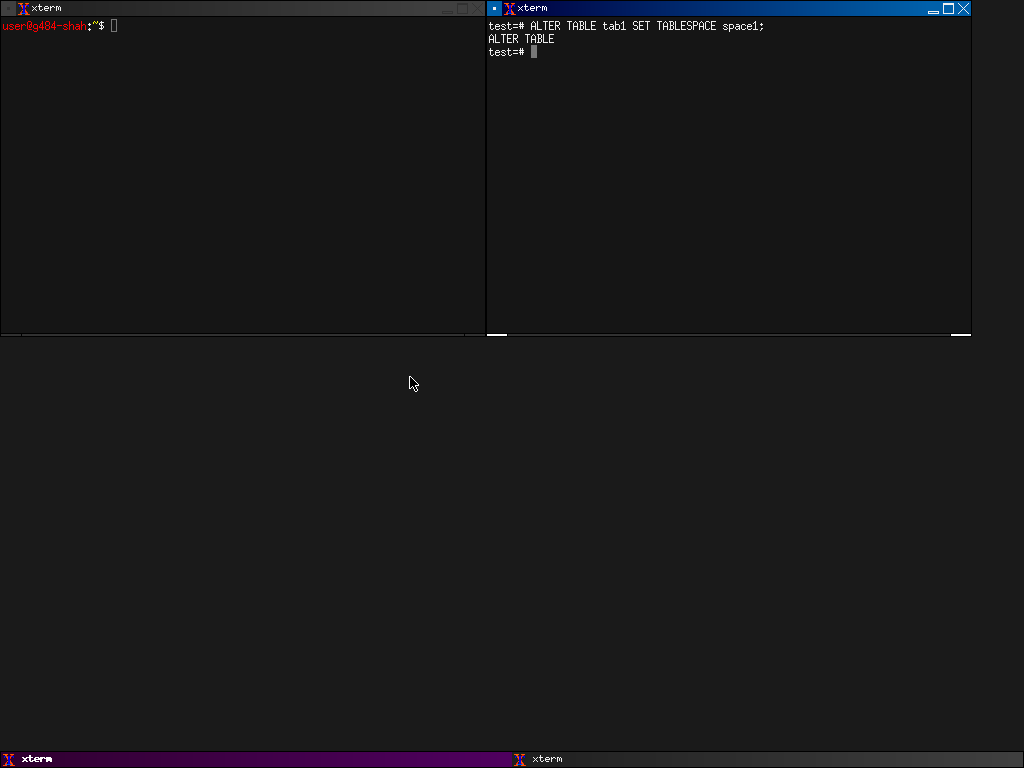 xterm
user@g484-shah:~$
xterm
test=# ALTER TABLE tab1 SET TABLESPACE space1;
ALTER TABLE
test=#
xterm
xterm